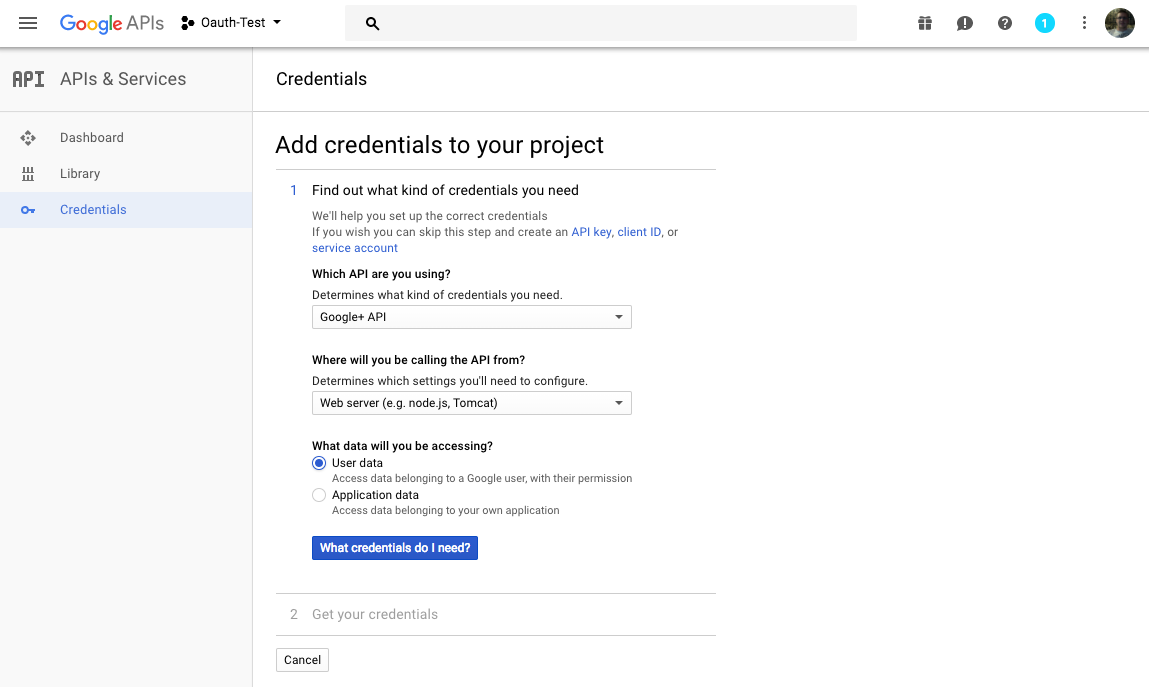 Google APIs
Oauth-Test
1
API APIs & Services
Credentials
Dashboard
Library
Credentials
Add credentials to your project
1 Find out what kind of credentials you need
We'll help you set up the correct credentials
If you wish you can skip this step and create an API key, client ID, or
service account
Which API are you using?
Determines what kind of credentials you need.
Google+ API
Where will you be calling the API from?
Determines which settings you'll need to configure.
Web server (e.g. node.js, Tomcat)
What data will you be accessing?
User data
Access data belonging to a Google user, with their permission
Application data
Access data belonging to your own application
What credentials do I need?
2 Get your credentials
Cancel